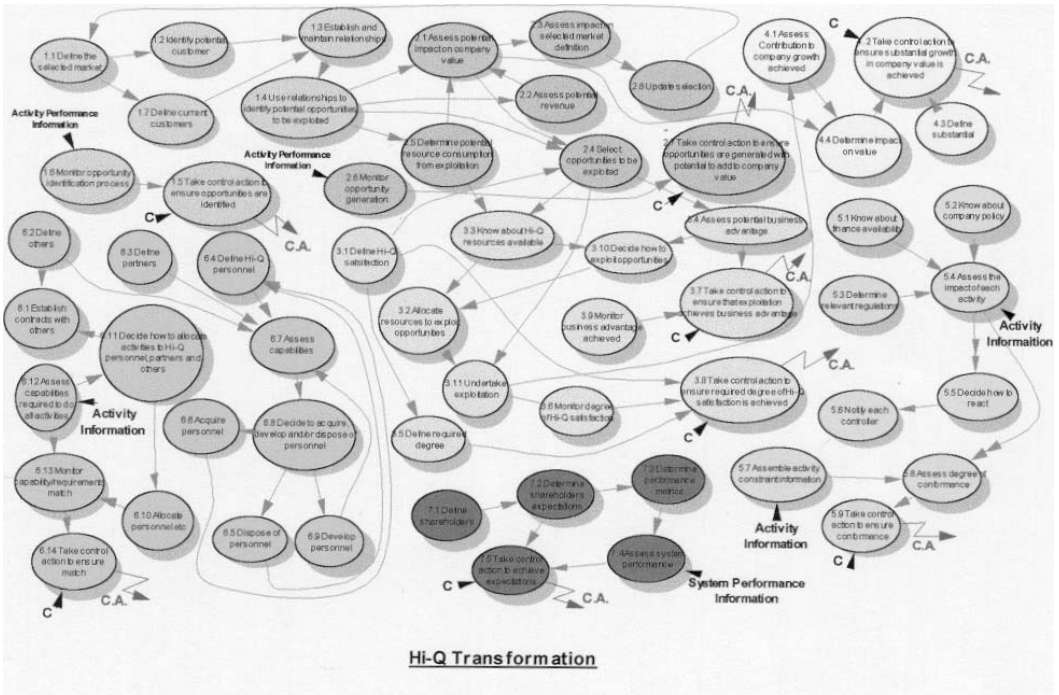 1.1 Define the
selected market
1.2 Identify potential
customer
1.3 Establish and
maintain relationships
2.1 Assess potential
impact on company
value
2.3 Assess impact on
selected market
definition
2.8 Update selection
4.1 Assess
Contribution to
company growth
achieved
C
4.2 Take control action to
ensure substantial growth
in company value is
achieved
C.A.
1.7 Define current
customers
1.4 Use relationships to
identify potential opportunities
to be exploited
2.2 Assess potential
revenue
C.A.
4.3 Define
substantial
4.4 Determine impact
on value
Activity Performance
Information
1.6 Monitor opportunity
identification process
1.5 Take control action to
ensure opportunities are
identified
C
C.A.
Activity Performance
Information
2.6 Monitor
opportunity
generation
2.5 Determine potential
resource consumption
from exploitation
2.4 Select
opportunities to be
exploited
Take control action to ensure
opportunities are generated with
potential to add to company
value
C
6.2 Define
others
6.3 Define
partners
6.4 Define Hi-Q
personnel
3.1 Define Hi-Q
satisfaction
3.3 Know about Hi-Q
resources available
3.10 Decide how to
exploit opportunities
Assess potential business
advantage
5.1 Know about
finance availability
5.2 Know about
company policy
5.3 Determine
relevant regulations
5.4 Assess the
impact of each
activity
Activity
Informaition
6.1 Establish
contracts with
others
6.11 Decide how to allocate
activities to Hi-Q
personnel, partners and
others
6.7 Assess
capabilities
3.2 Allocate
resources to exploit
opportunities
3.9 Monitor
business advantage
achieved
3.7 Take control action to
ensure that exploitation
achieves business advantage
C
C.A.
6.12 Assess
capabilities
required to do
all activities
Activity
Information
6.6 Acquire
personnel
6.8 Decide to acquire,
develop and/or dispose of
personnel
3.11 Undertake
exploitation
3.6 Monitor degree
of Hi-Q satisfaction
3.8 Take control action to
ensure required degree of Hi-Q
satisfaction is achieved
C
C.A.
5.6 Notify each
controller
5.5 Decide how to
react
3.5 Define required
degree
6.13 Monitor
capability/requirements
match
6.10 Allocate
personnel etc
6.5 Dispose of
personnel
6.9 Develop
personnel
7.1 Define
shareholders
7.2 Determine
shareholders
expectations
7.3 Determine
performance
metrics
5.7 Assemble activity
constraint information
Activity
Information
5.8 Assess degree of
conformance
5.9 Take control
action to ensure
conformance
C
C.A.
6.14 Take control
action to ensure
match
C
C.A.
7.5 Take control
action to achieve
expectations
C
C.A.
7.4 Assess system
performance
System Performance
Information
Hi-Q Transformation